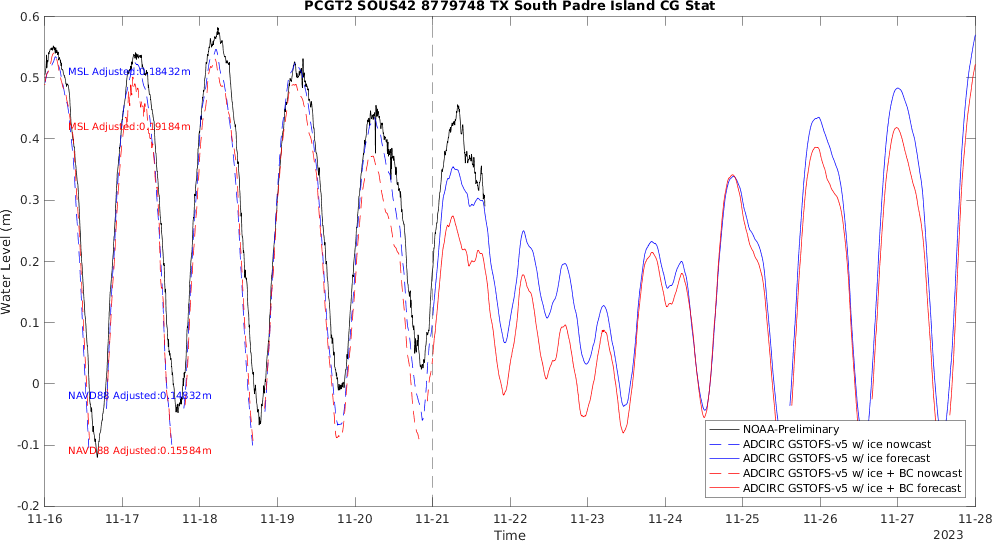 PCGT2 SOUS42 8779748 TX South Padre Island CG Stat
0.6
0.5
0.4
0.3
0.2
0.1
0
-0.1
-0.2
Water Level (m)
MSL Adjusted:0.18432m
MSL Adjusted:0.19184m
NAVD88 Adjusted:0.14832m
NAVD88 Adjusted:0.15584m
NOAA-Preliminary
ADCIRC GSTOFS-v5 w/ ice nowcast
ADCIRC GSTOFS-v5 w/ ice forecast
ADCIRC GSTOFS-v5 w/ ice + BC nowcast
ADCIRC GSTOFS-v5 w/ ice + BC forecast
11-16 11-17 11-18 11-19 11-20 11-21 11-22 11-23 11-24 11-25 11-26 11-27 11-28
Time
2023